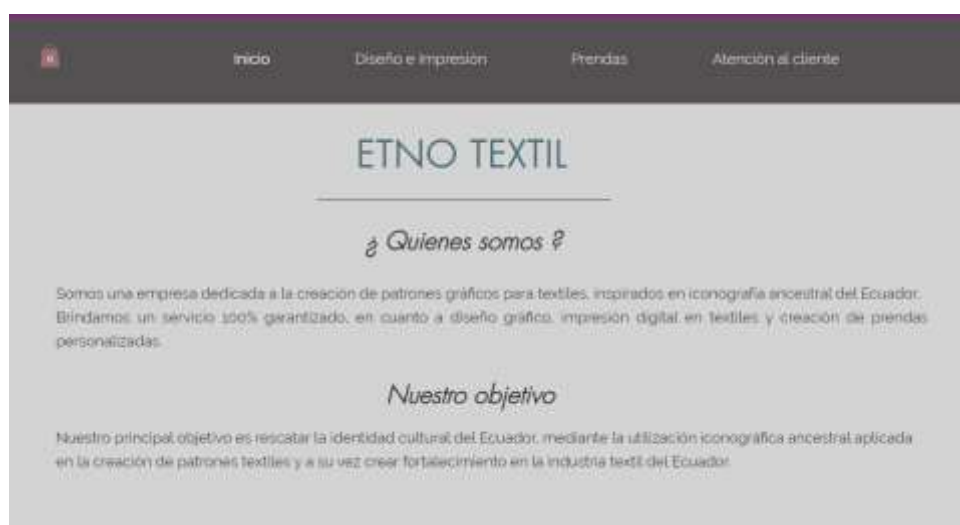 Inicio
Diseño e Impresión
Prendas
Atención al cliente
ETNO TEXTIL
¿ Quienes somos ?
Somos una empresa dedicada a la creación de patrones gráficos para textiles, inspirados en iconografía ancestral del Ecuador.
Brindamos un servicio 100% garantizado, en cuanto a diseño gráfico, impresión digital en textiles y creación de prendas
personalizadas.
Nuestro objetivo
Nuestro principal objetivo es rescatar la identidad cultural del Ecuador, mediante la utilización iconográfica ancestral aplicada
en la creación de patrones textiles y a su vez crear fortalecimiento en la industria textil del Ecuador.